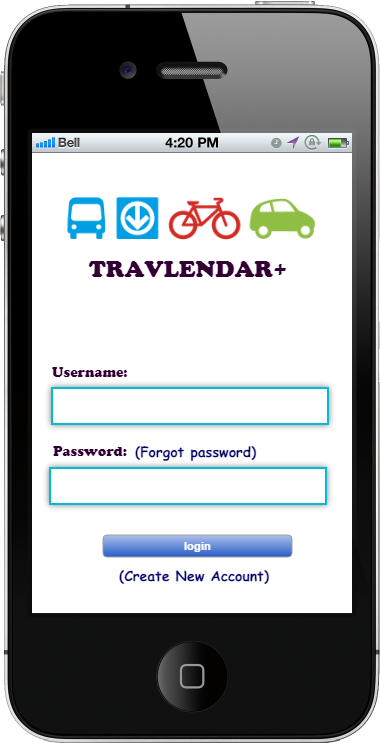 Bell 4:20 PM
TRAVLENDAR+
Username:
Password: (Forgot password)
login
(Create New Account)